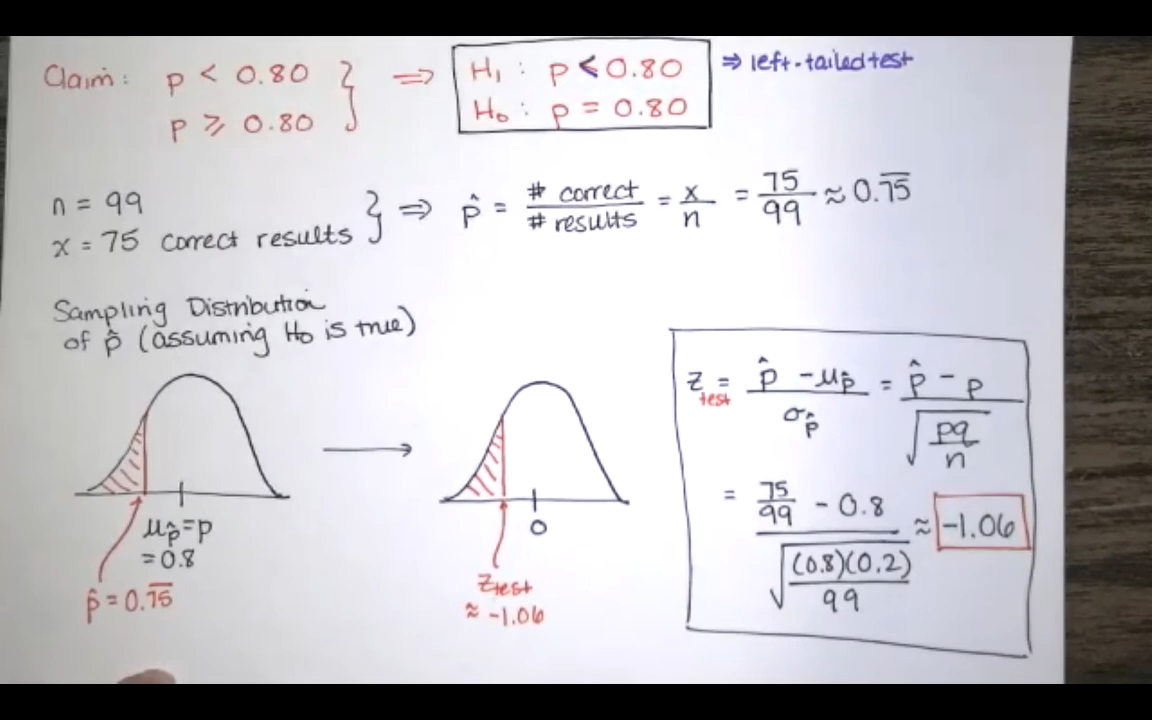 Claim: p < 0.80 } ⇒ H₁: p < 0.80 ⇒ left-tailed test
p ≥ 0.80 H₀: p = 0.80
n = 99
x = 75 correct results } ⇒ p̂ = # correct / # results = x / n = 75 / 99 ≈ 0.7̅5̅
Sampling Distribution
of p̂ (assuming H₀ is true)
μp̂ = p
= 0.8
p̂ = 0.7̅5̅
0
Ztest
≈ -1.06
Z test = p̂ - μp̂ / σp̂ = p̂ - p / √(pq / n)
= 75/99 - 0.8 / √((0.8)(0.2) / 99) ≈ -1.06